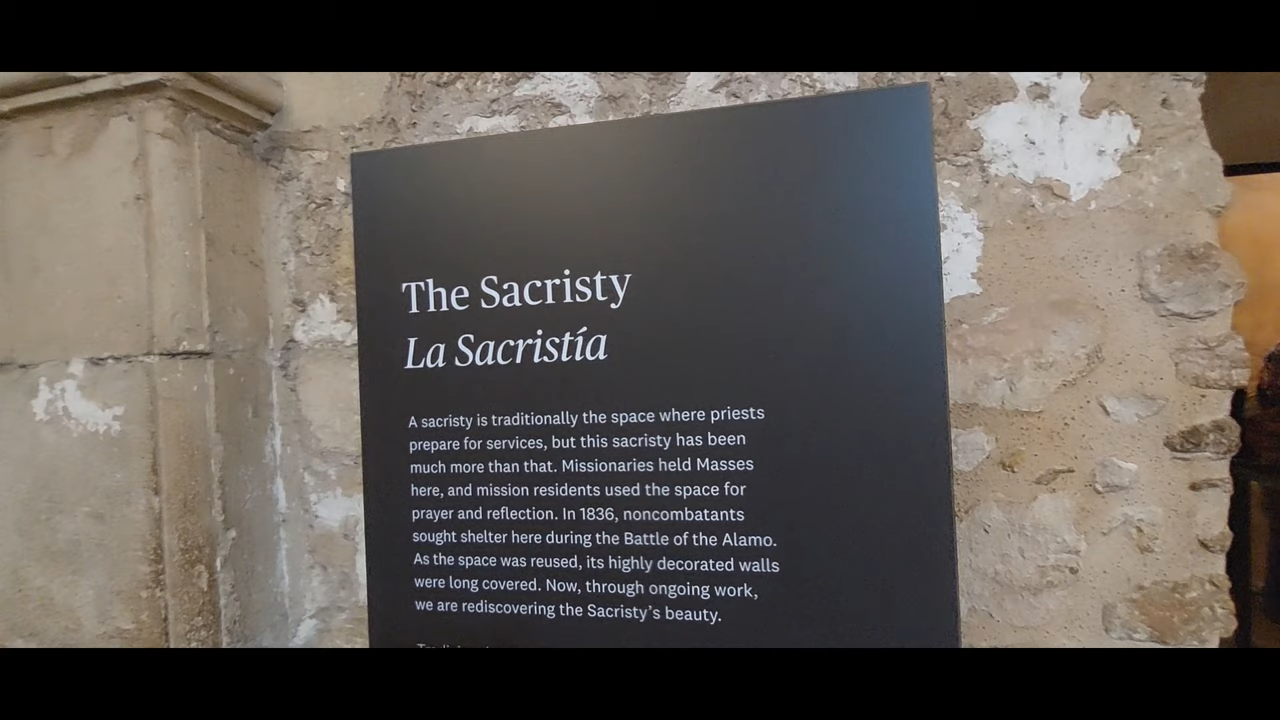 The Sacristy
La Sacristía
A sacristy is traditionally the space where priests
prepare for services, but this sacristy has been
much more than that. Missionaries held Masses
here, and mission residents used the space for
prayer and reflection. In 1836, noncombatants
sought shelter here during the Battle of the Alamo.
As the space was reused, its highly decorated walls
were long covered. Now, through ongoing work,
we are rediscovering the Sacristy's beauty.